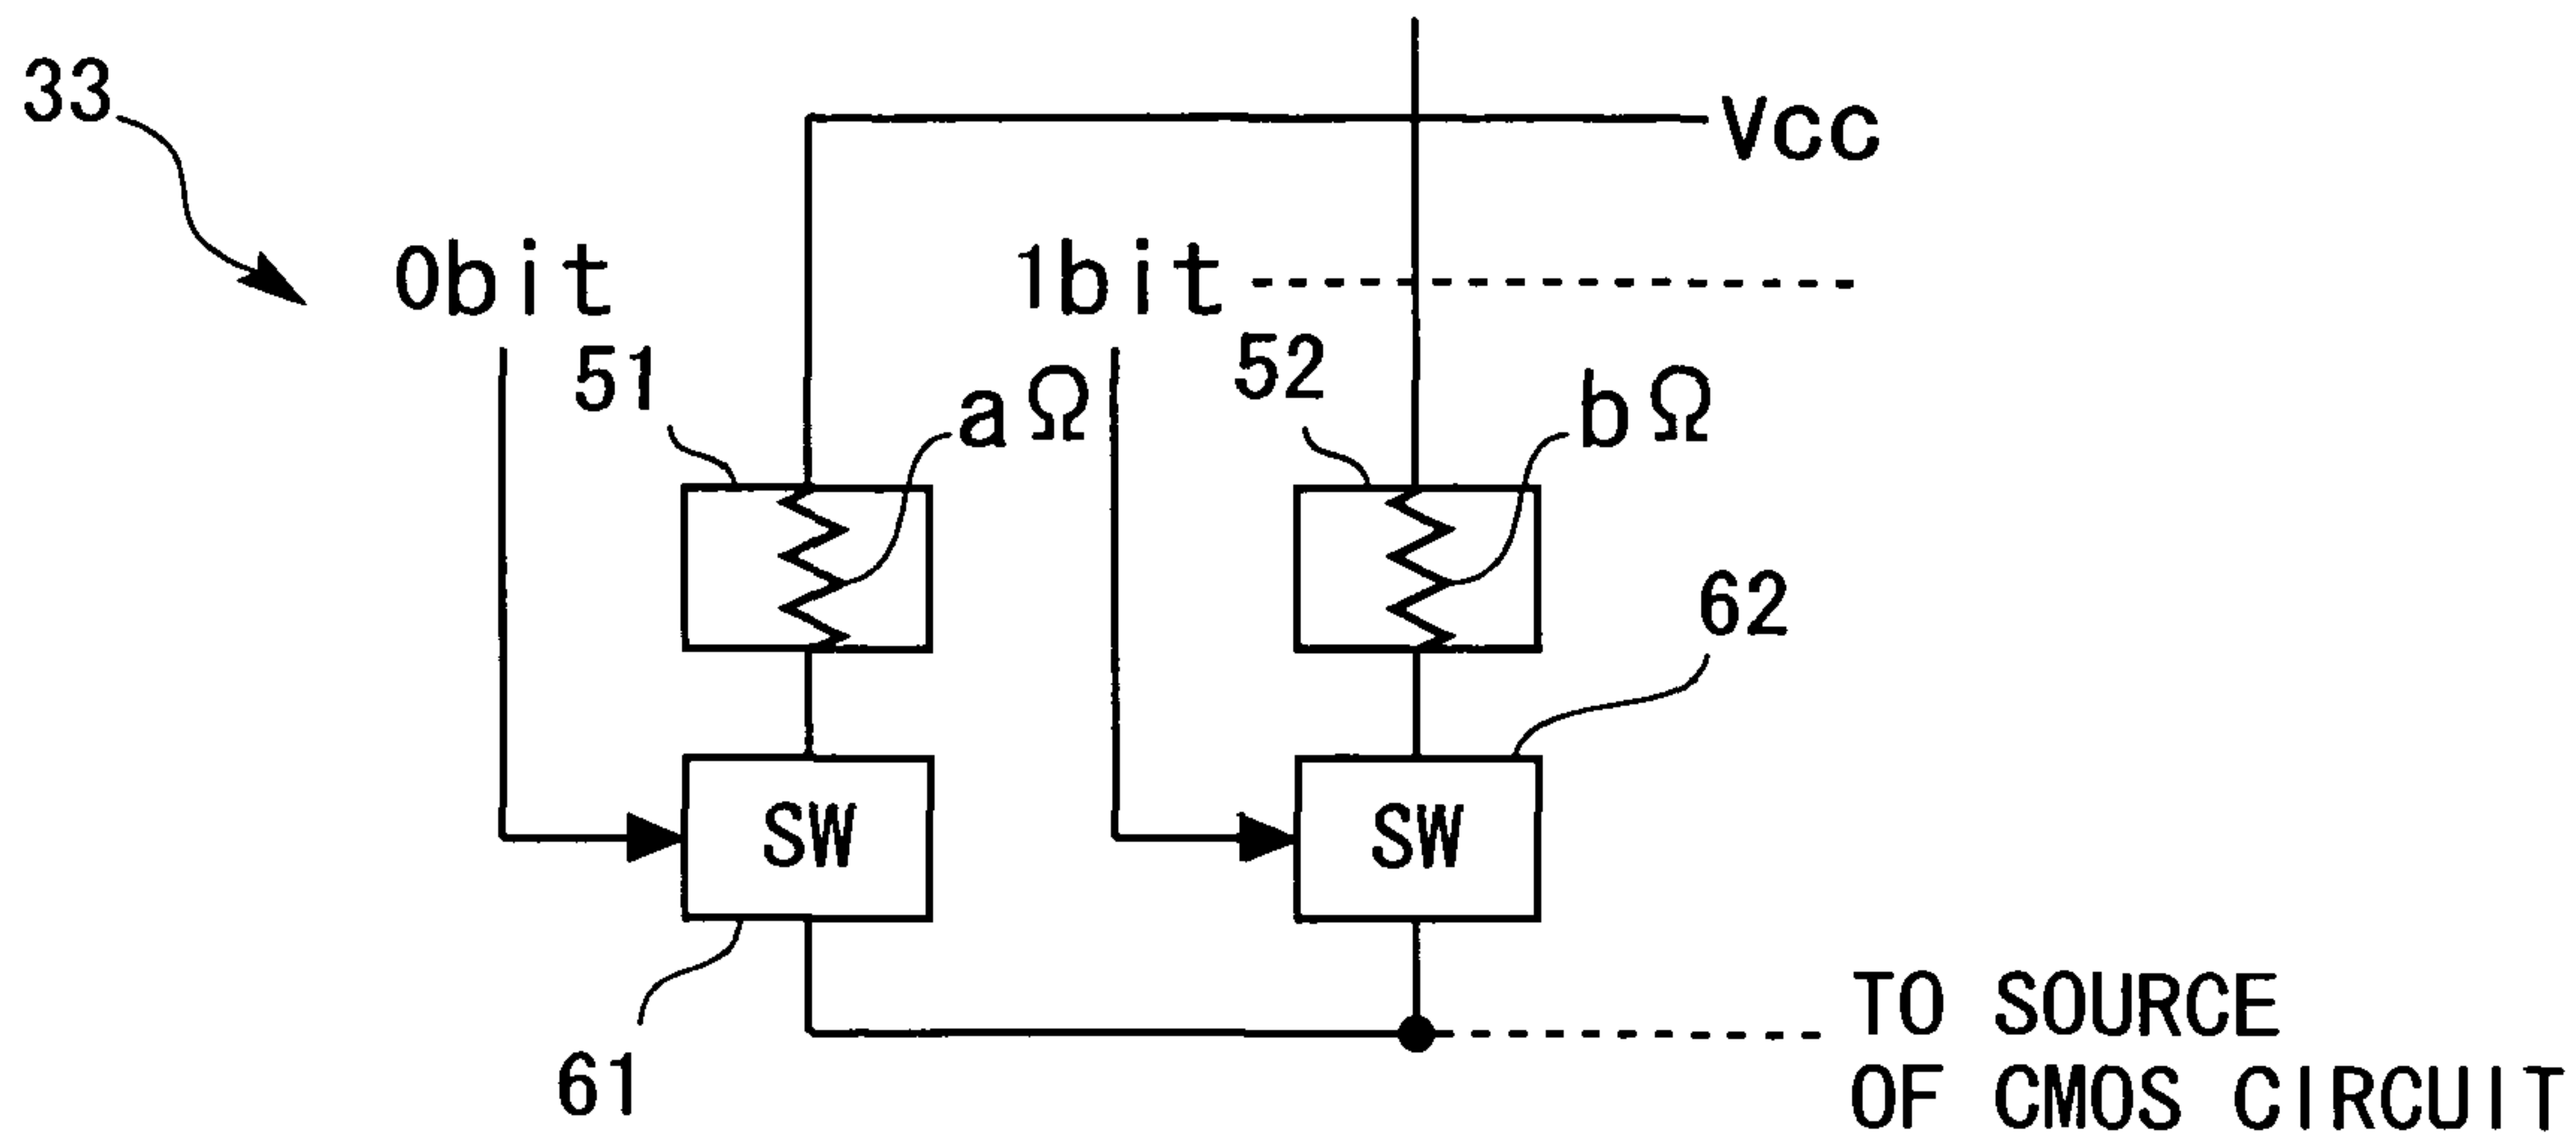 33
Vcc
0bit
1bit
51
aΩ
52
bΩ
62
SW
SW
61
TO SOURCE
OF CMOS CIRCUIT